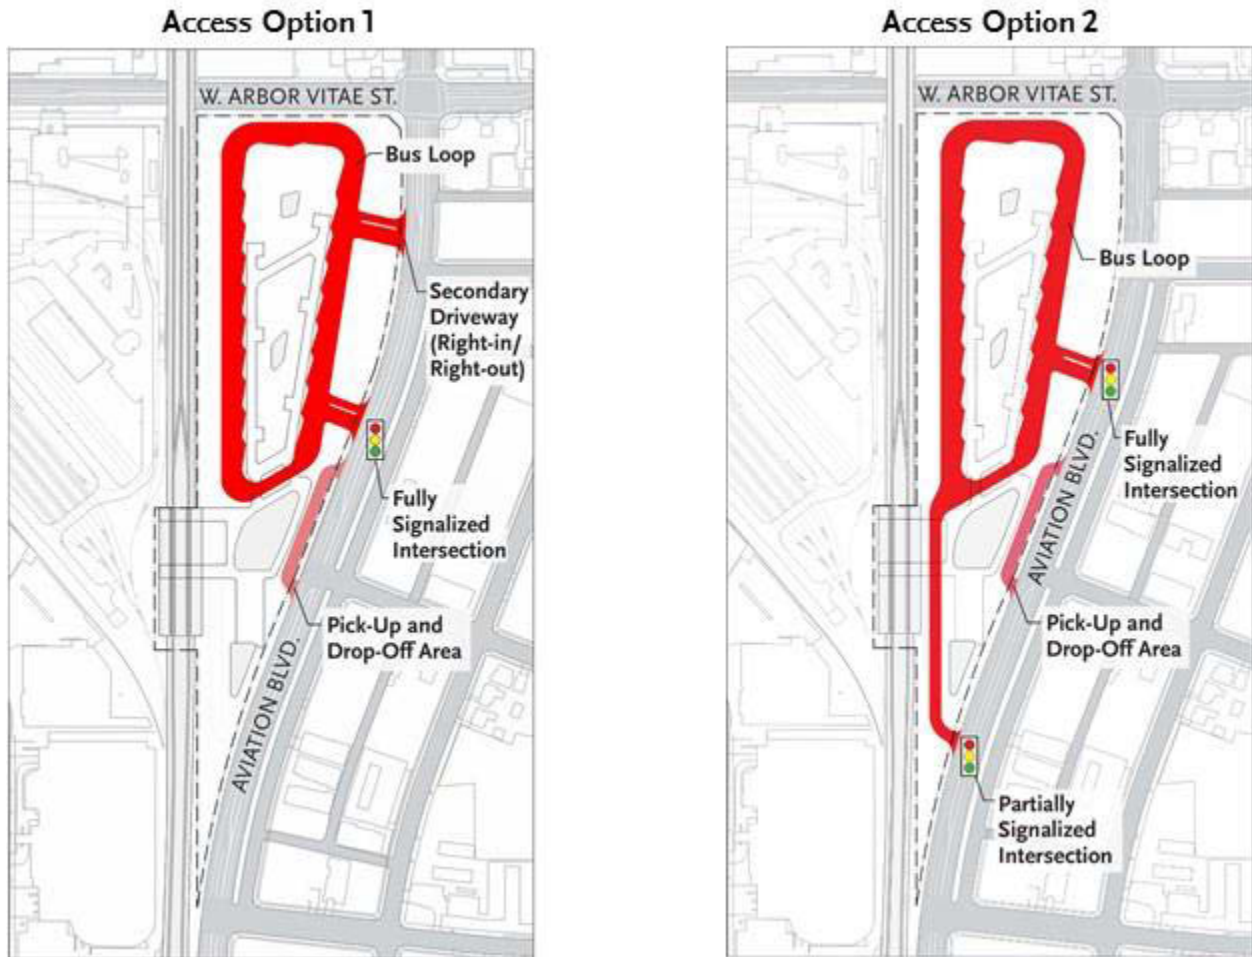 Access Option 1
W. ARBOR VITAE ST.
Bus Loop
Secondary
Driveway
(Right-in/
Right-out)
Fully
Signalized
Intersection
Pick-Up and
Drop-Off Area
AVIATION BLVD.
Access Option 2
W. ARBOR VITAE ST.
Bus Loop
Fully
Signalized
Intersection
AVIATION BLVD.
Pick-Up and
Drop-Off Area
Partially
Signalized
Intersection